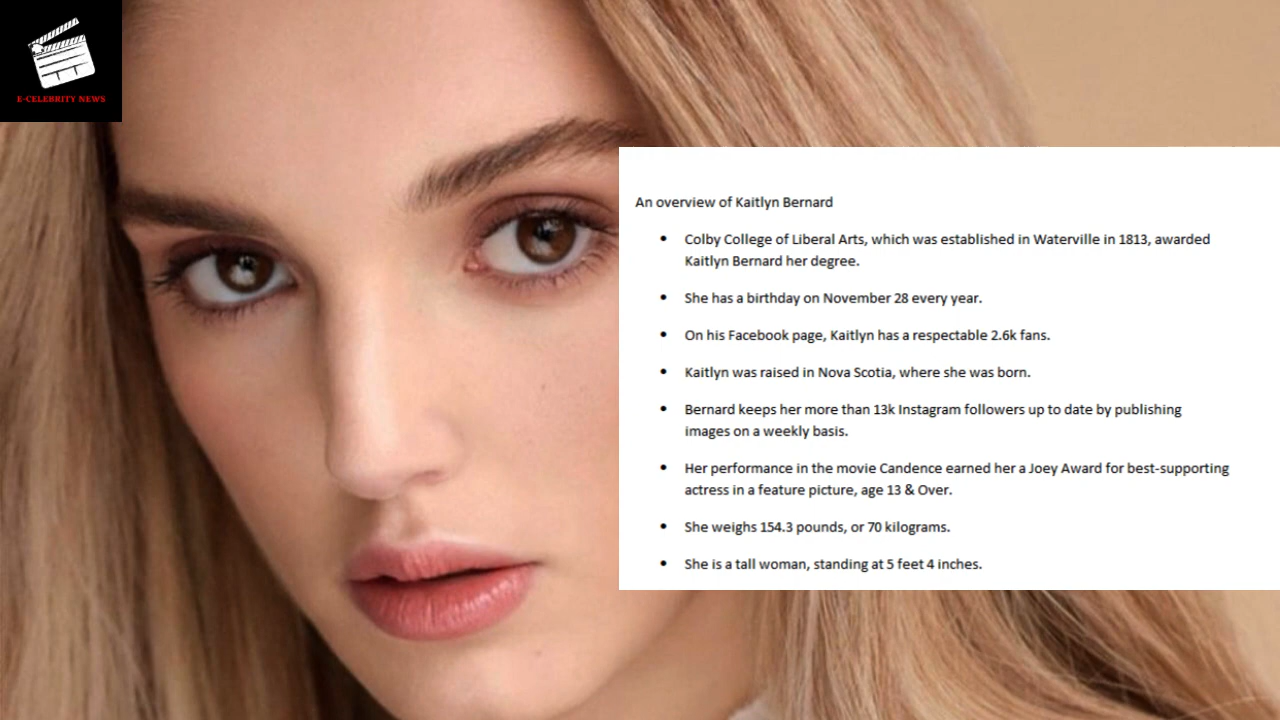 E-CELEBRITY NEWS
An overview of Kaitlyn Bernard
• Colby College of Liberal Arts, which was established in Waterville in 1813, awarded
Kaitlyn Bernard her degree.
• She has a birthday on November 28 every year.
• On his Facebook page, Kaitlyn has a respectable 2.6k fans.
• Kaitlyn was raised in Nova Scotia, where she was born.
• Bernard keeps her more than 13k Instagram followers up to date by publishing
images on a weekly basis.
• Her performance in the movie Candence earned her a Joey Award for best-supporting
actress in a feature picture, age 13 & Over.
• She weighs 154.3 pounds, or 70 kilograms.
• She is a tall woman, standing at 5 feet 4 inches.